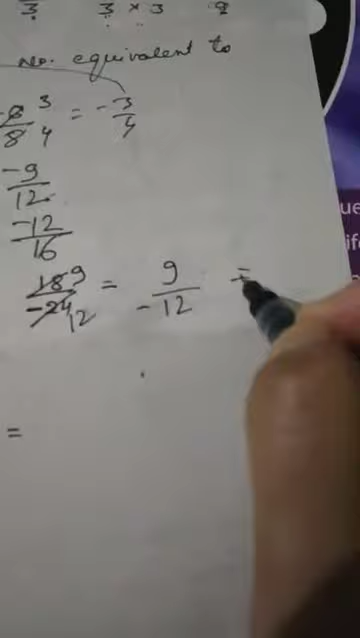 3 3 × 3 9
No. equivalent to
-6/8 3 4 = -3/4
-9/12
-12/16
18/-24 9 12 = 9/-12 =
=